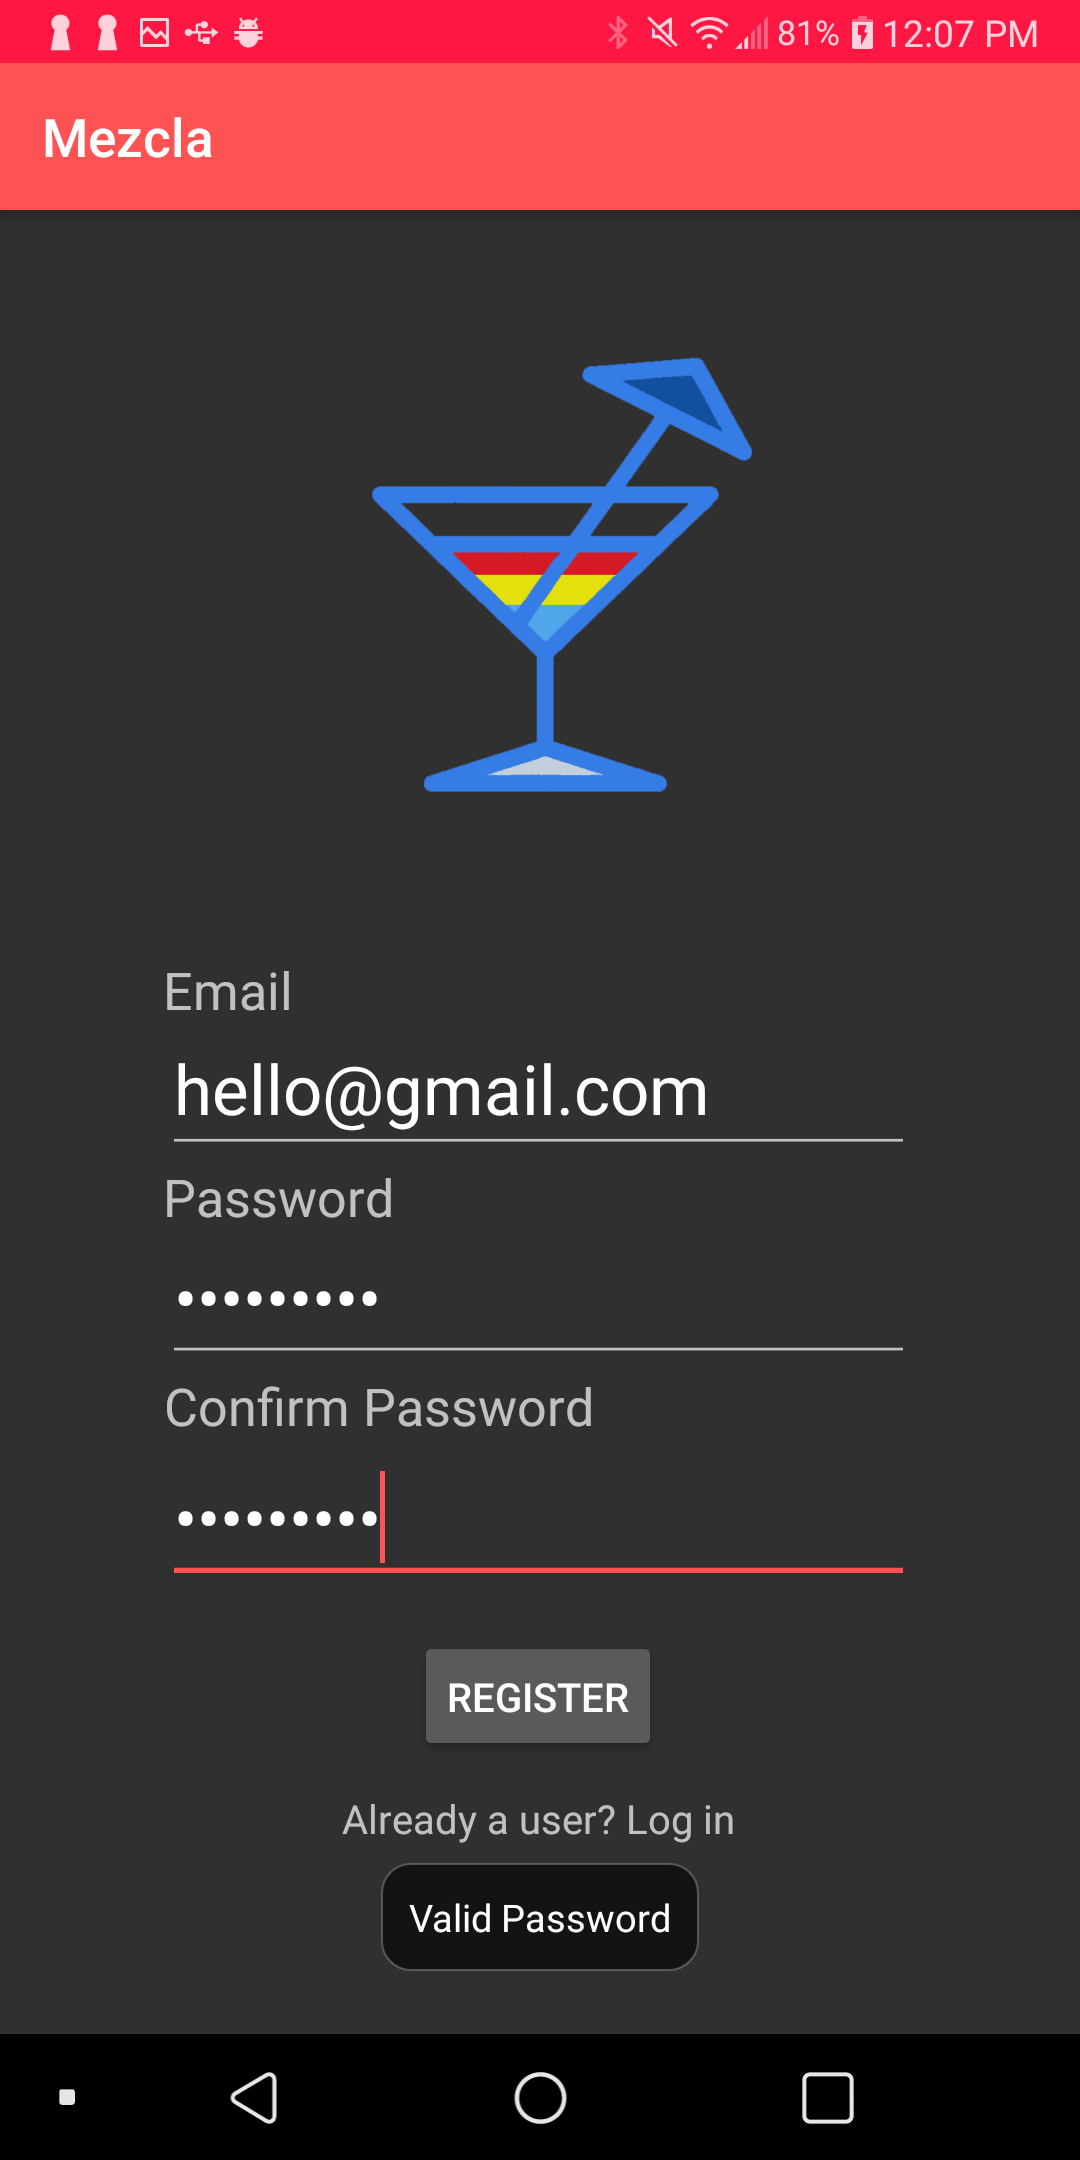 81% 12:07 PM
Mezcla
Email
hello@gmail.com
Password
•••••••••
Confirm Password
•••••••••
REGISTER
Already a user? Log in
Valid Password